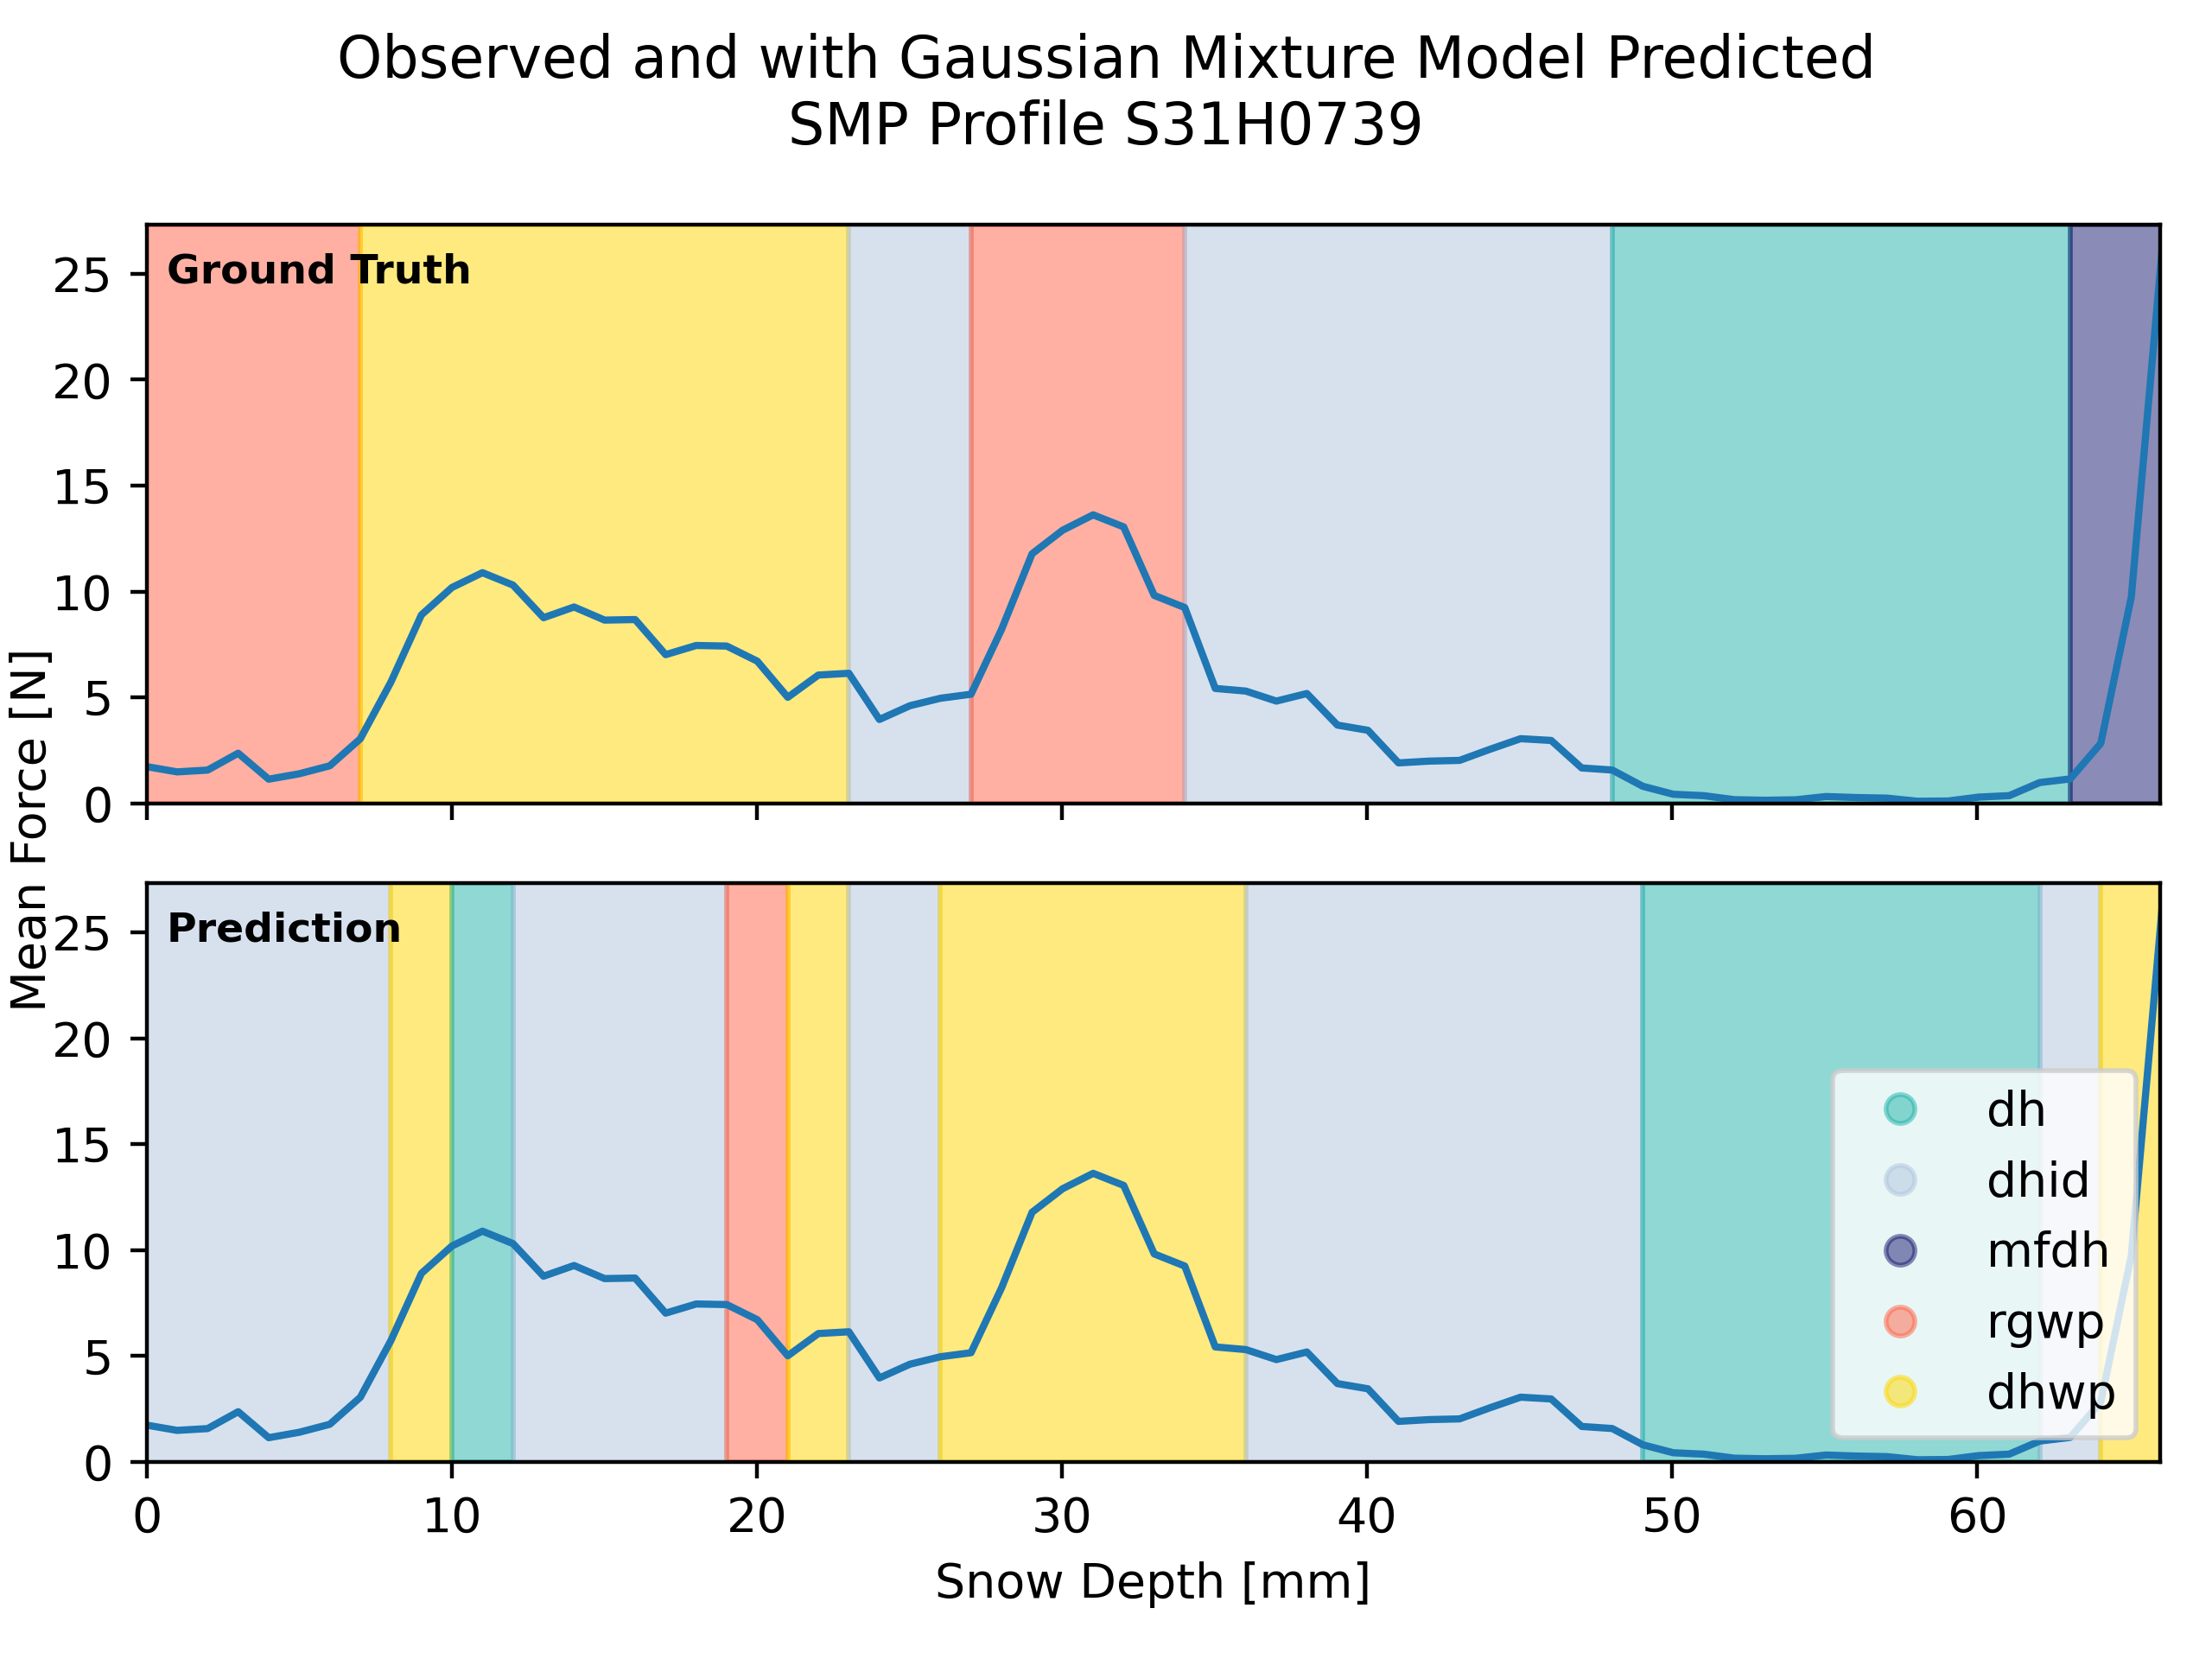 Observed and with Gaussian Mixture Model Predicted
SMP Profile S31H0739
Mean Force [N]
Ground Truth
25
20
15
10
5
0
Prediction
25
20
15
10
5
0
dh
dhid
mfdh
rgwp
dhwp
0 10 20 30 40 50 60
Snow Depth [mm]